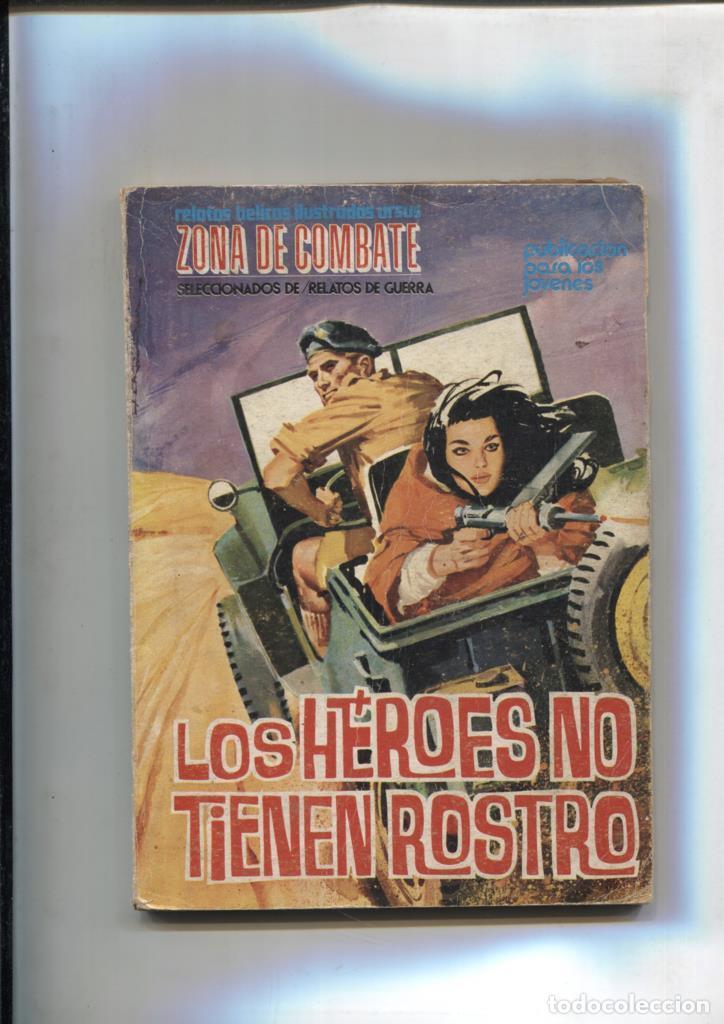 relatos belicos ilustrados ursus
ZONA DE COMBATE
SELECCIONADOS DE/RELATOS DE GUERRA
publicacion
para los
jovenes
LOS HÉROES NO
TiENEN ROSTRO
todocoleccion